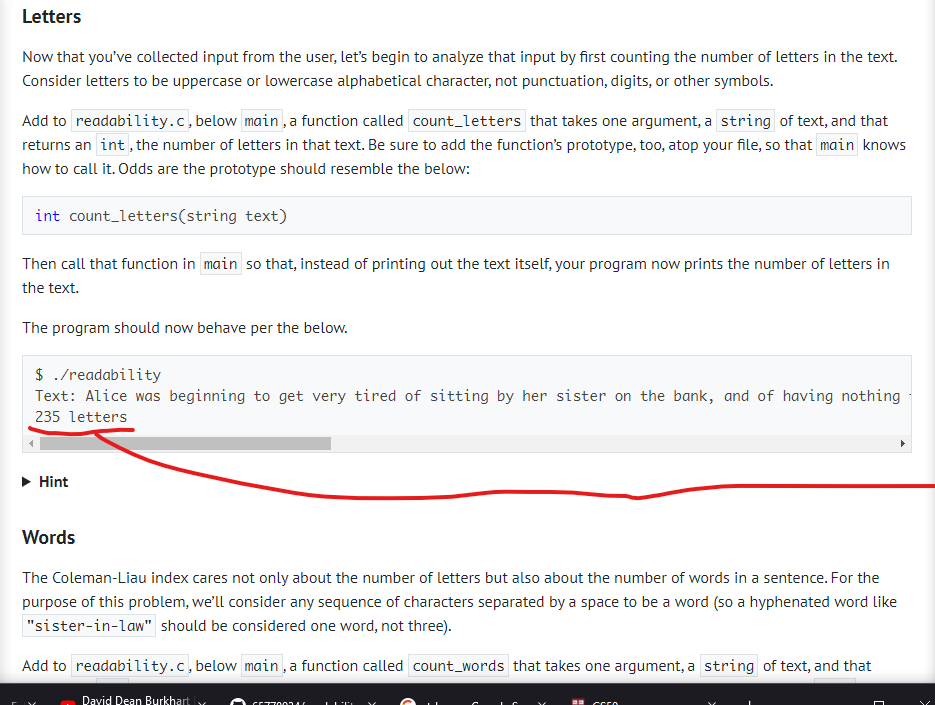 Letters
Now that you’ve collected input from the user, let’s begin to analyze that input by first counting the number of letters in the text.
Consider letters to be uppercase or lowercase alphabetical character, not punctuation, digits, or other symbols.
Add to readability.c, below main, a function called count_letters that takes one argument, a string of text, and that
returns an int, the number of letters in that text. Be sure to add the function’s prototype, too, atop your file, so that main knows
how to call it. Odds are the prototype should resemble the below:
int count_letters(string text)
Then call that function in main so that, instead of printing out the text itself, your program now prints the number of letters in
the text.
The program should now behave per the below.
$ ./readability
Text: Alice was beginning to get very tired of sitting by her sister on the bank, and of having nothing
235 letters
Hint
Words
The Coleman-Liau index cares not only about the number of letters but also about the number of words in a sentence. For the
purpose of this problem, we’ll consider any sequence of characters separated by a space to be a word (so a hyphenated word like
"sister-in-law" should be considered one word, not three).
Add to readability.c, below main, a function called count_words that takes one argument, a string of text, and that
David Dean Burkhart